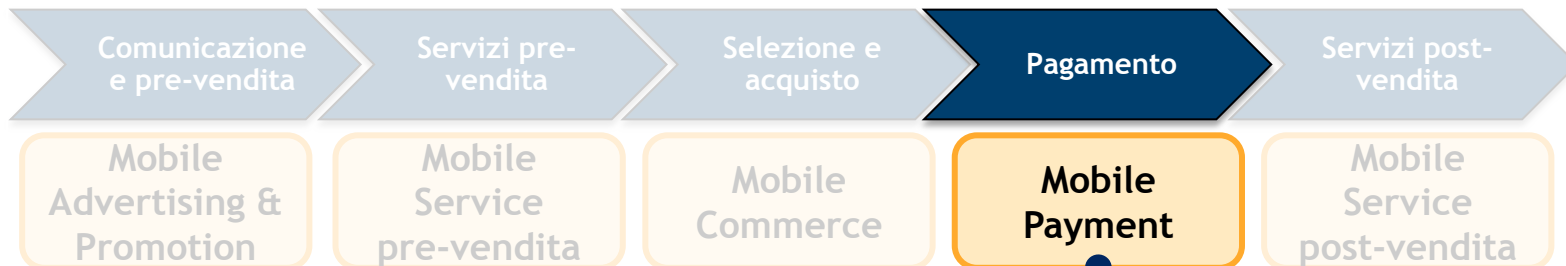 Comunicazione
e pre-vendita
Servizi pre-
vendita
Selezione e
acquisto
Pagamento
Servizi post-
vendita
Mobile
Advertising &
Promotion
Mobile
Service
pre-vendita
Mobile
Commerce
Mobile
Payment
Mobile
Service
post-vendita